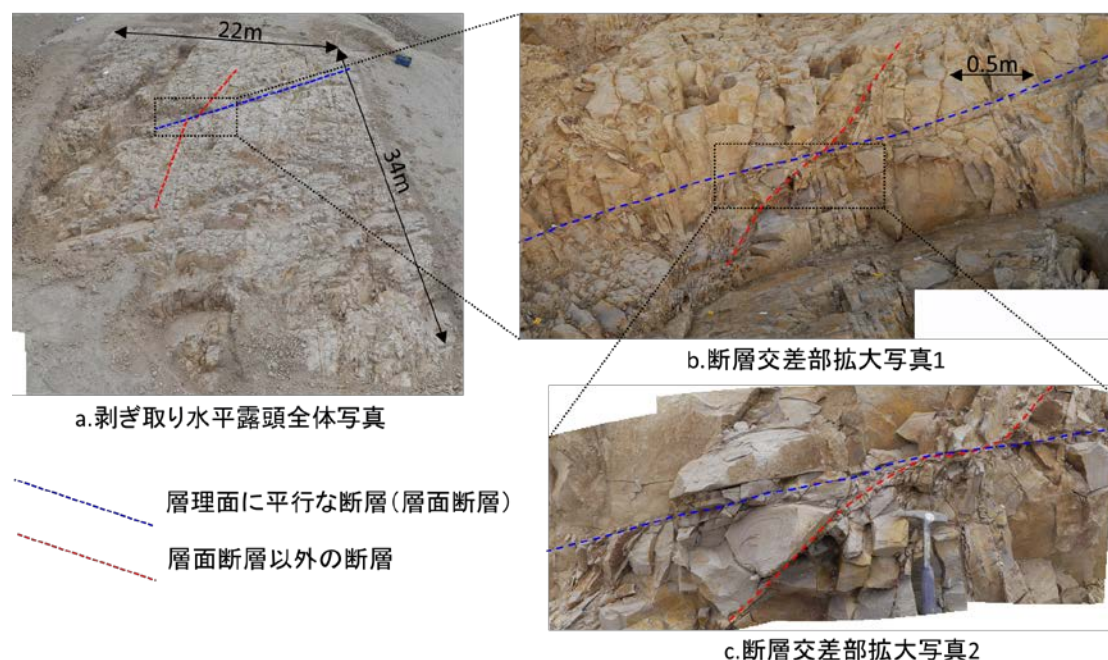 22m
34m
0.5m
a.剥ぎ取り水平露頭全体写真
b.断層交差部拡大写真1
層理面に平行な断層(層面断層)
層面断層以外の断層
c.断層交差部拡大写真2